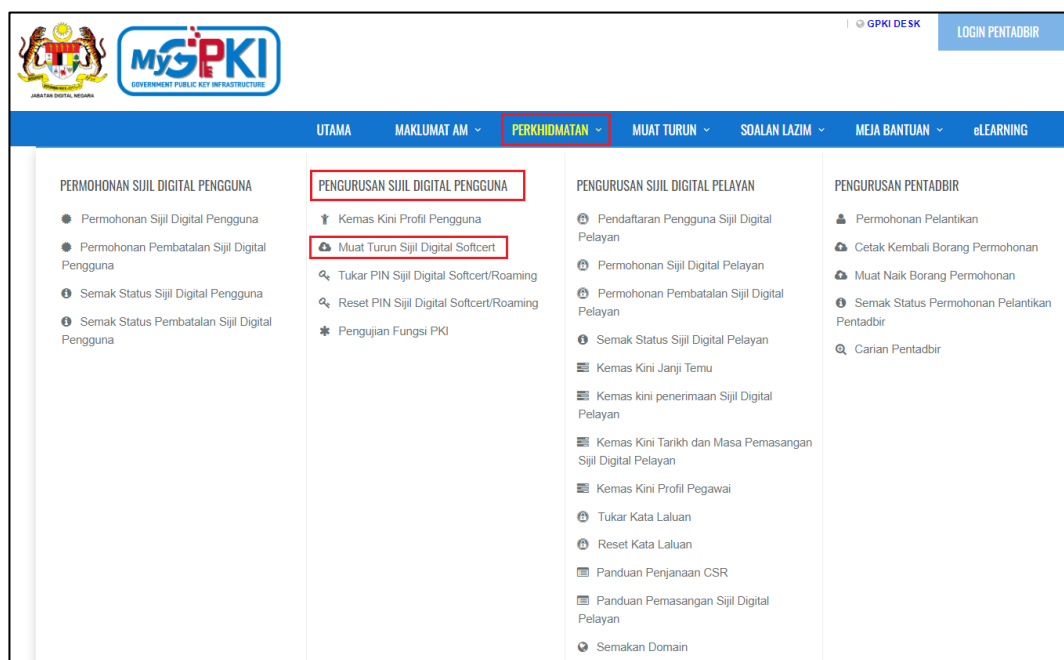 GPKI DESK
LOGIN PENTADBIR
JABATAN DIGITAL NEGARA
MyGPKI
GOVERNMENT PUBLIC KEY INFRASTRUCTURE
UTAMA
MAKLUMAT AM
PERKHIDMATAN
MUAT TURUN
SOALAN LAZIM
MEJA BANTUAN
eLEARNING
PERMOHONAN SIJIL DIGITAL PENGGUNA
Permohonan Sijil Digital Pengguna
Permohonan Pembatalan Sijil Digital
Pengguna
Semak Status Sijil Digital Pengguna
Semak Status Pembatalan Sijil Digital
Pengguna
PENGURUSAN SIJIL DIGITAL PENGGUNA
Kemas Kini Profil Pengguna
Muat Turun Sijil Digital Softcert
Tukar PIN Sijil Digital Softcert/Roaming
Reset PIN Sijil Digital Softcert/Roaming
Pengujian Fungsi PKI
PENGURUSAN SIJIL DIGITAL PELAYAN
Pendaftaran Pengguna Sijil Digital
Pelayan
Permohonan Sijil Digital Pelayan
Permohonan Pembatalan Sijil Digital
Pelayan
Semak Status Sijil Digital Pelayan
Kemas Kini Janji Temu
Kemas kini penerimaan Sijil Digital
Pelayan
Kemas Kini Tarikh dan Masa Pemasangan
Sijil Digital Pelayan
Kemas Kini Profil Pegawai
Tukar Kata Laluan
Reset Kata Laluan
Panduan Penjanaan CSR
Panduan Pemasangan Sijil Digital
Pelayan
Semakan Domain
PENGURUSAN PENTADBIR
Permohonan Pelantikan
Cetak Kembali Borang Permohonan
Muat Naik Borang Permohonan
Semak Status Permohonan Pelantikan
Pentadbir
Carian Pentadbir